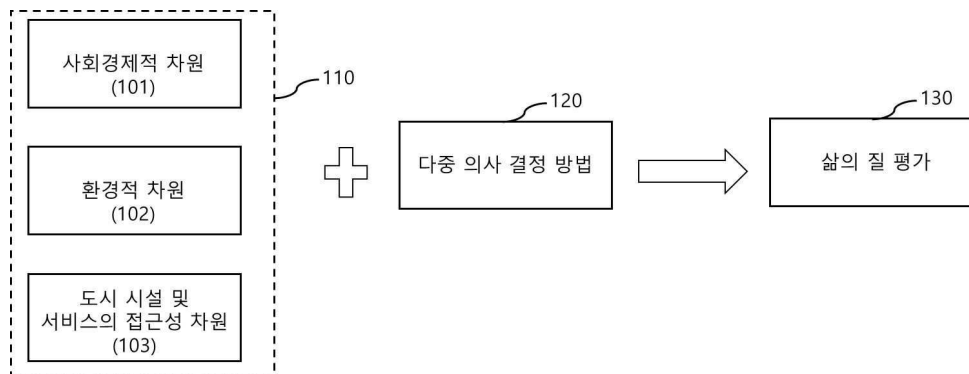 사회경제적 차원
(101)
110
환경적 차원
(102)
도시 시설 및
서비스의 접근성 차원
(103)
120
다중 의사 결정 방법
130
삶의 질 평가